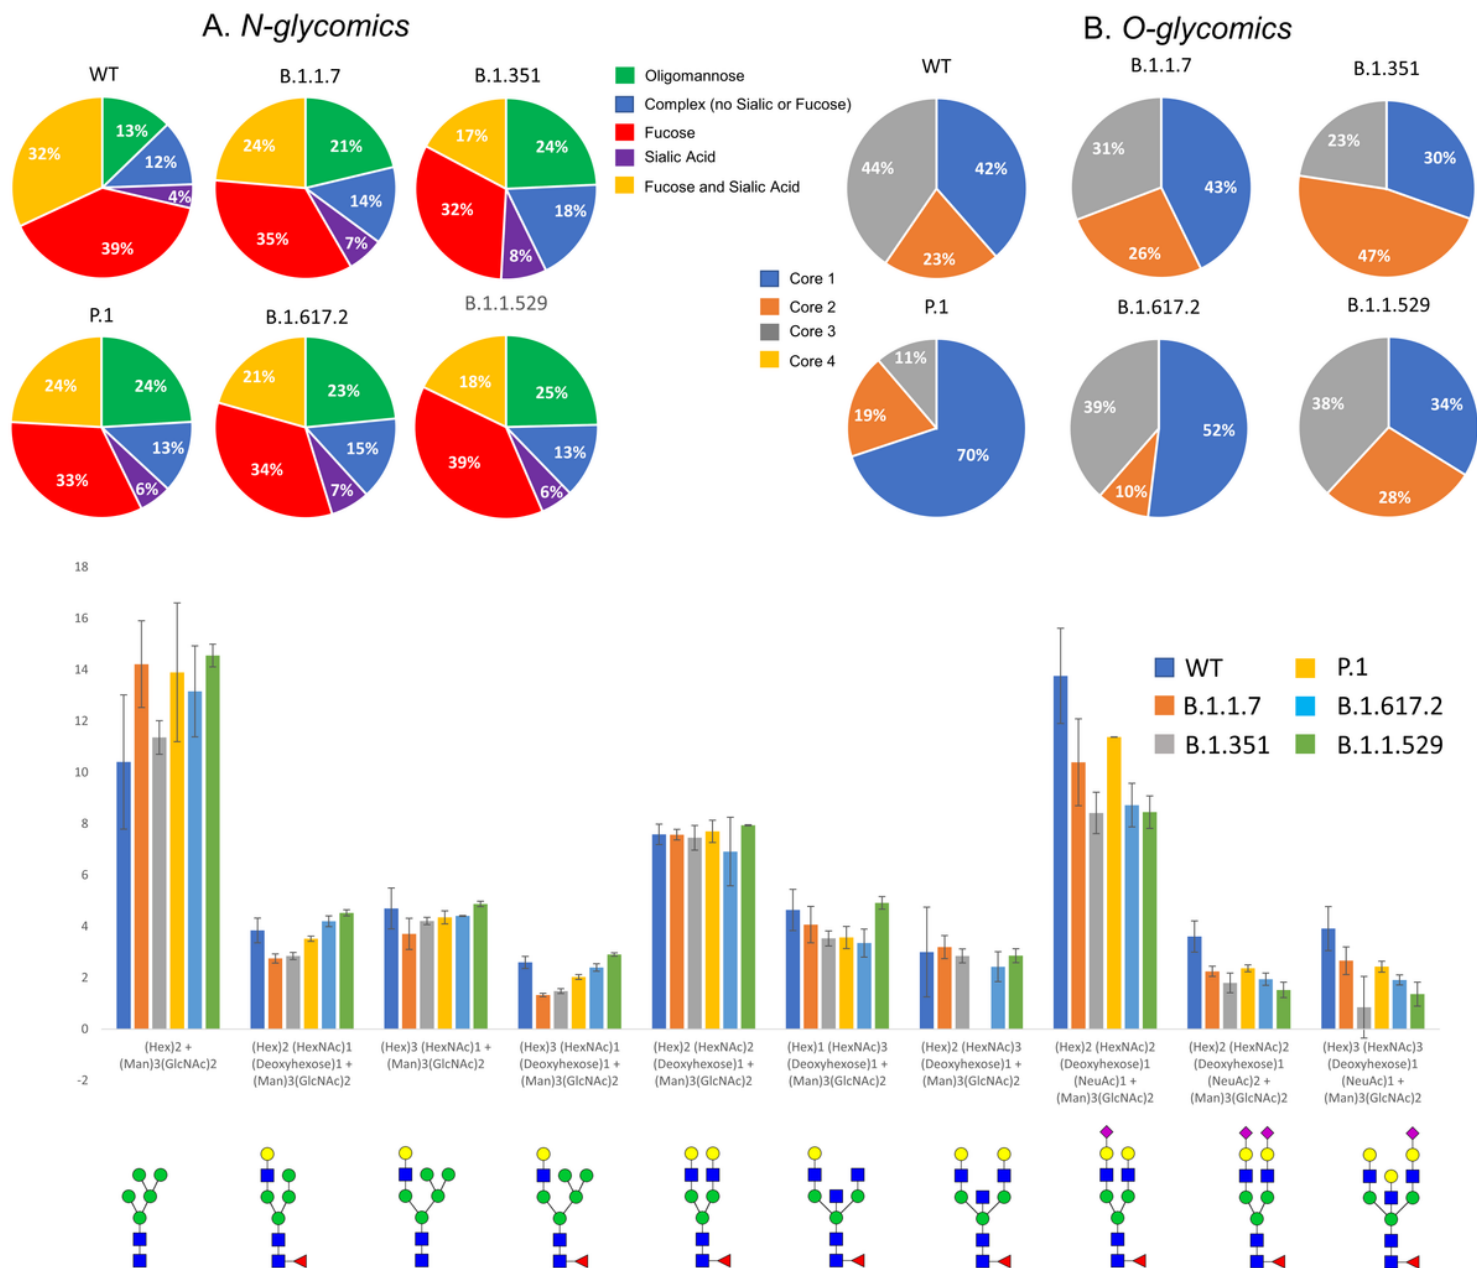 A. N-glycomics
WT
B.1.1.7
B.1.351
13%
12%
4%
39%
32%
21%
14%
7%
35%
24%
24%
18%
8%
32%
17%
Oligomannose
Complex (no Sialic or Fucose)
Fucose
Sialic Acid
Fucose and Sialic Acid
P.1
B.1.617.2
B.1.1.529
24%
13%
6%
33%
24%
23%
15%
7%
34%
21%
25%
13%
6%
39%
18%
B. O-glycomics
WT
B.1.1.7
B.1.351
42%
23%
44%
43%
26%
31%
30%
47%
23%
Core 1
Core 2
Core 3
Core 4
P.1
B.1.617.2
B.1.1.529
70%
19%
11%
52%
10%
39%
34%
28%
38%
18
16
14
12
10
8
6
4
2
0
-2
WT
B.1.1.7
B.1.351
P.1
B.1.617.2
B.1.1.529
(Hex)2 +
(Man)3(GlcNAc)2
(Hex)2 (HexNAc)1
(Deoxyhexose)1 +
(Man)3(GlcNAc)2
(Hex)3 (HexNAc)1 +
(Man)3(GlcNAc)2
(Hex)3 (HexNAc)1
(Deoxyhexose)1 +
(Man)3(GlcNAc)2
(Hex)2 (HexNAc)2
(Deoxyhexose)1 +
(Man)3(GlcNAc)2
(Hex)1 (HexNAc)3
(Deoxyhexose)1 +
(Man)3(GlcNAc)2
(Hex)2 (HexNAc)3
(Deoxyhexose)1 +
(Man)3(GlcNAc)2
(Hex)2 (HexNAc)2
(Deoxyhexose)1
(NeuAc)1 +
(Man)3(GlcNAc)2
(Hex)2 (HexNAc)2
(Deoxyhexose)1
(NeuAc)2 +
(Man)3(GlcNAc)2
(Hex)3 (HexNAc)3
(Deoxyhexose)1
(NeuAc)1 +
(Man)3(GlcNAc)2